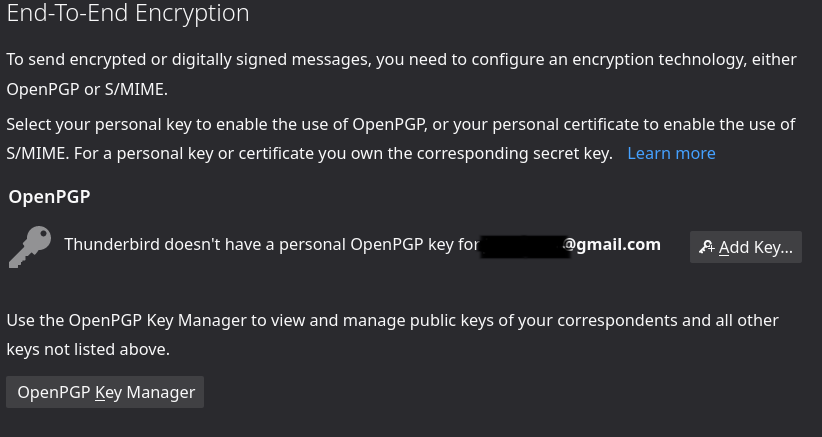 End-To-End Encryption
To send encrypted or digitally signed messages, you need to configure an encryption technology, either
OpenPGP or S/MIME.
Select your personal key to enable the use of OpenPGP, or your personal certificate to enable the use of
S/MIME. For a personal key or certificate you own the corresponding secret key. Learn more
OpenPGP
Thunderbird doesn't have a personal OpenPGP key for @gmail.com
Add Key...
Use the OpenPGP Key Manager to view and manage public keys of your correspondents and all other
keys not listed above.
OpenPGP Key Manager